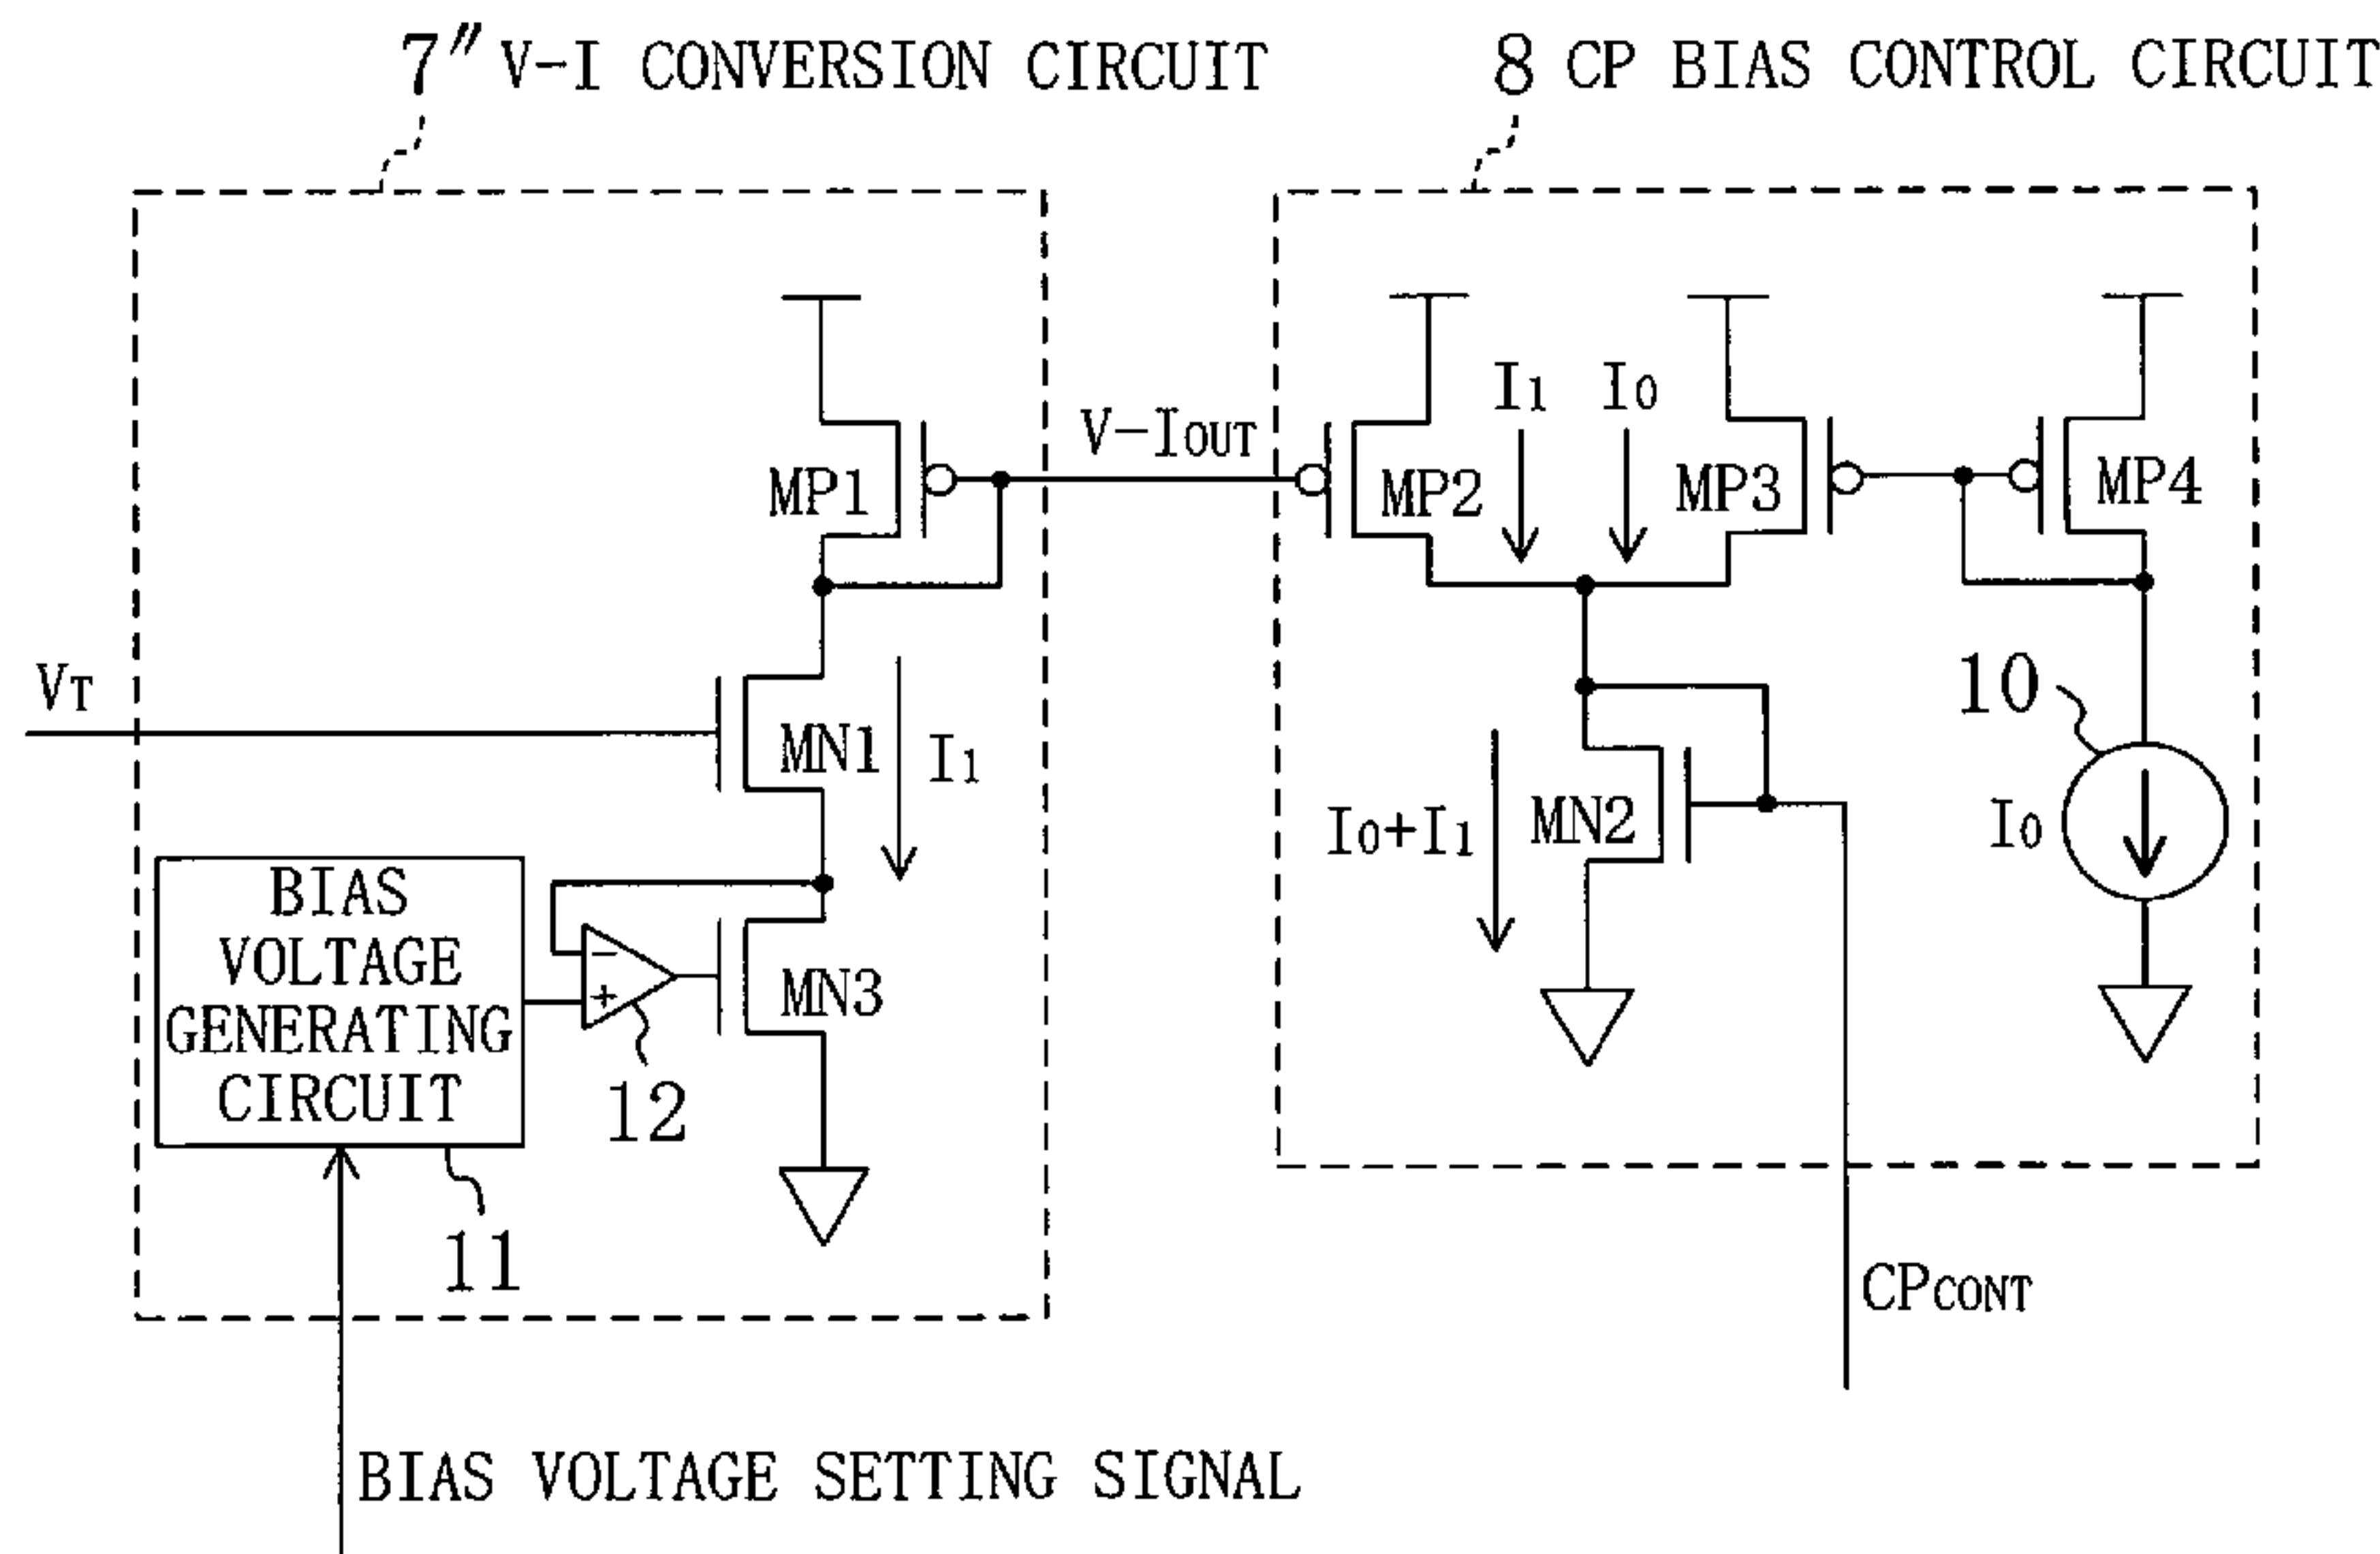 7″ V-I CONVERSION CIRCUIT
8 CP BIAS CONTROL CIRCUIT
I1
I0
V-IOUT
MP1
MP2
MP3
MP4
VT
MN1
I1
10
I0
I0+I1
MN2
BIAS
VOLTAGE
GENERATING
CIRCUIT
−
+
MN3
12
11
CPCONT
BIAS VOLTAGE SETTING SIGNAL